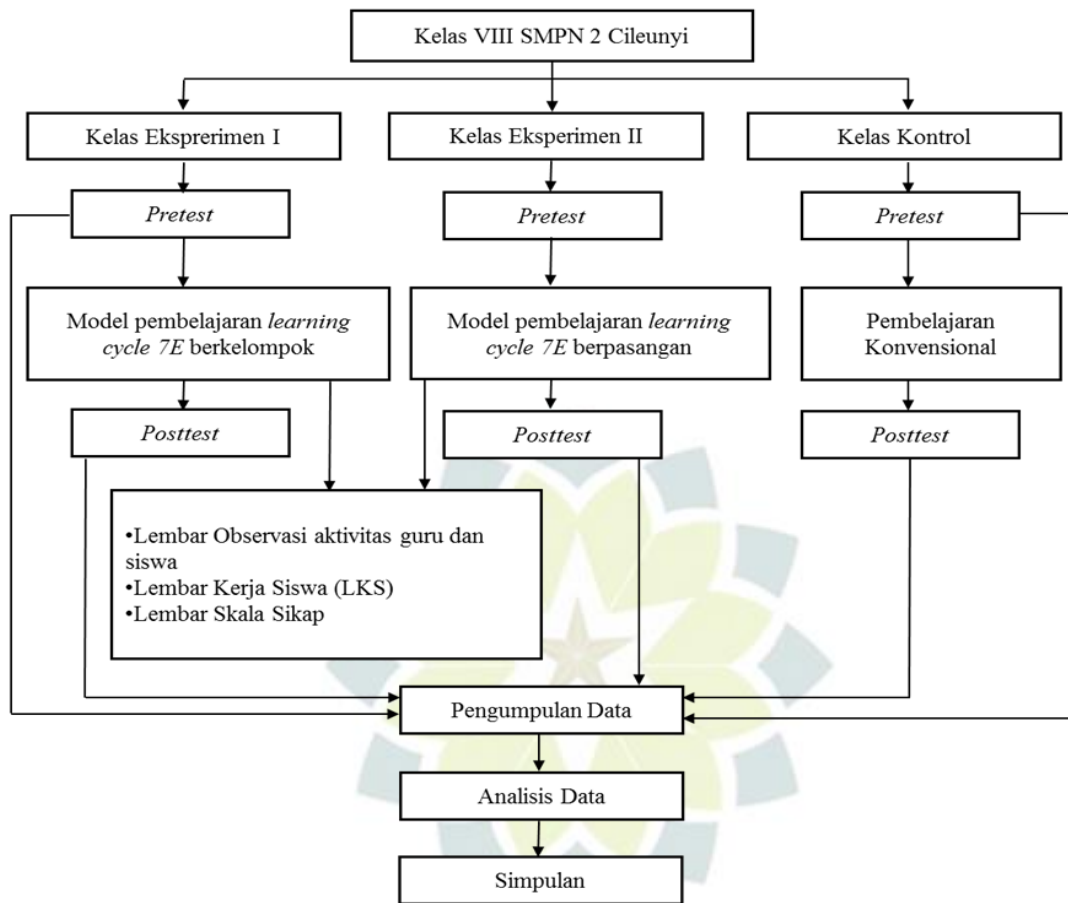 Kelas VIII SMPN 2 Cileunyi
Kelas Eksprerimen I
Kelas Eksperimen II
Kelas Kontrol
Pretest
Pretest
Pretest
Model pembelajaran learning
cycle 7E berkelompok
Model pembelajaran learning
cycle 7E berpasangan
Pembelajaran
Konvensional
Posttest
Posttest
Posttest
•Lembar Observasi aktivitas guru dan
siswa
•Lembar Kerja Siswa (LKS)
•Lembar Skala Sikap
Pengumpulan Data
Analisis Data
Simpulan